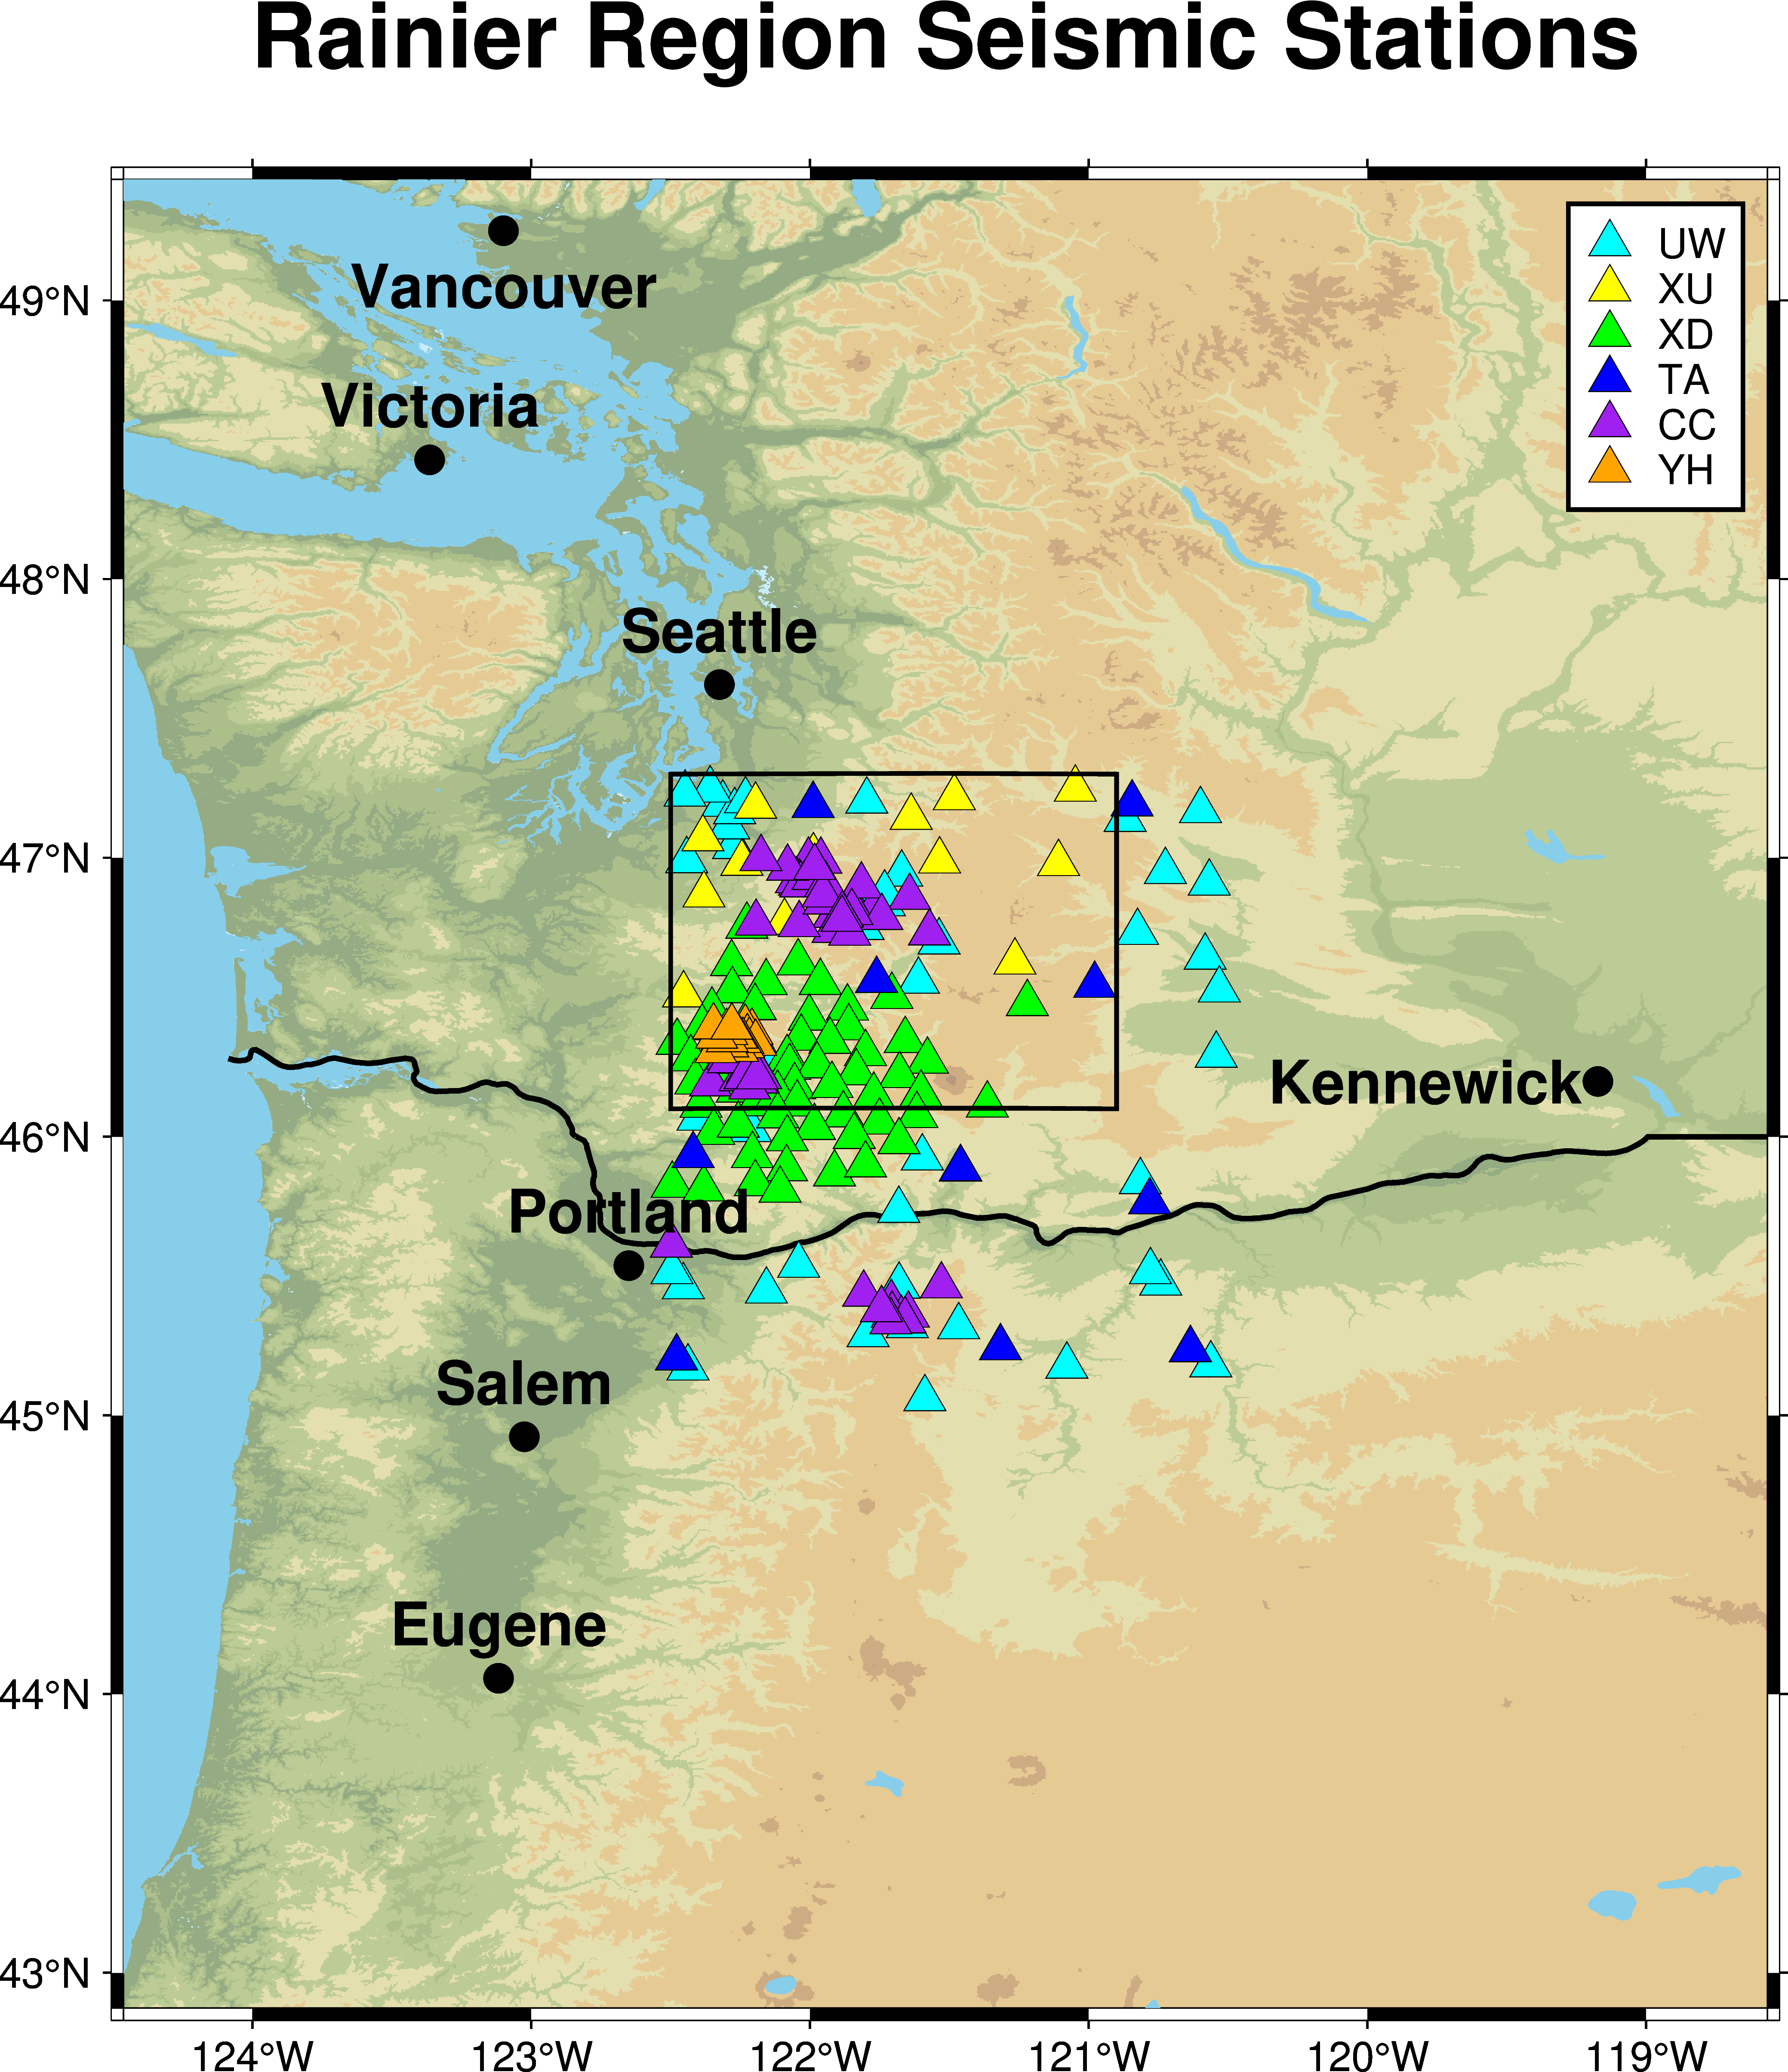 Rainier Region Seismic Stations
UW
XU
XD
TA
CC
YH
Vancouver
49°N
Victoria
48°N
Seattle
47°N
Kennewick
46°N
Portland
Salem
45°N
Eugene
44°N
43°N
124°W 123°W 122°W 121°W 120°W 119°W